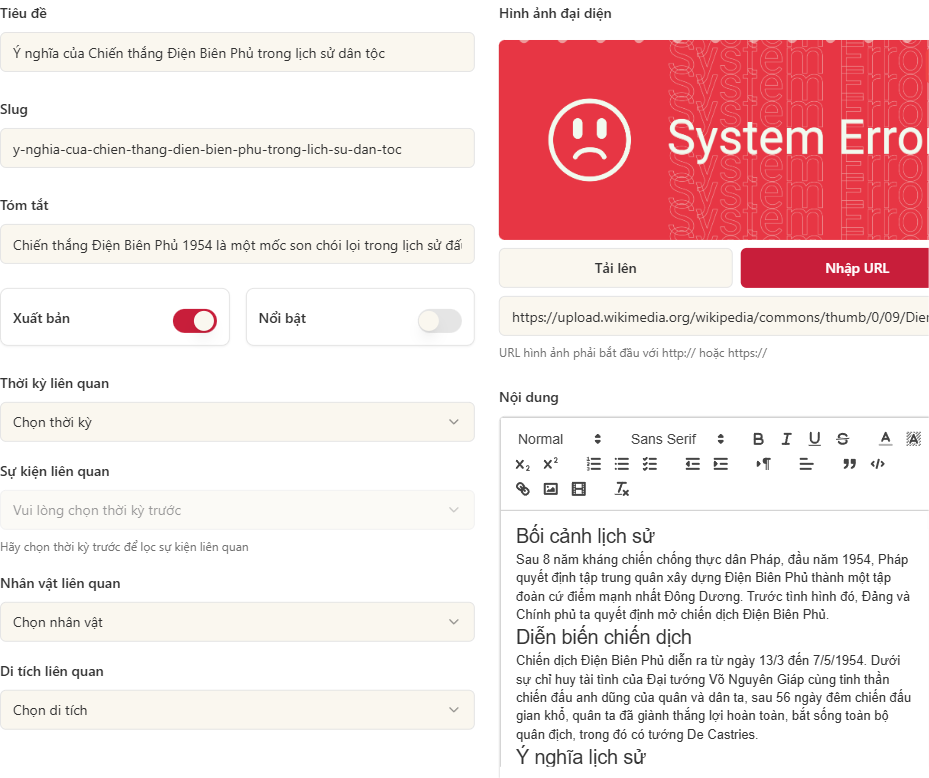 Tiêu đề
Ý nghĩa của Chiến thắng Điện Biên Phủ trong lịch sử dân tộc
Slug
y-nghia-cua-chien-thang-dien-bien-phu-trong-lich-su-dan-toc
Tóm tắt
Chiến thắng Điện Biên Phủ 1954 là một mốc son chói lọi trong lịch sử đấu
Xuất bản
Nổi bật
Thời kỳ liên quan
Chọn thời kỳ
Sự kiện liên quan
Vui lòng chọn thời kỳ trước
Hãy chọn thời kỳ trước để lọc sự kiện liên quan
Nhân vật liên quan
Chọn nhân vật
Di tích liên quan
Chọn di tích
Hình ảnh đại diện
System Error
Tải lên
Nhập URL
https://upload.wikimedia.org/wikipedia/commons/thumb/0/09/Dien
URL hình ảnh phải bắt đầu với http:// hoặc https://
Nội dung
Normal
Sans Serif
Bối cảnh lịch sử
Sau 8 năm kháng chiến chống thực dân Pháp, đầu năm 1954, Pháp
quyết định tập trung quân xây dựng Điện Biên Phủ thành một tập
đoàn cứ điểm mạnh nhất Đông Dương. Trước tình hình đó, Đảng và
Chính phủ ta quyết định mở chiến dịch Điện Biên Phủ.
Diễn biến chiến dịch
Chiến dịch Điện Biên Phủ diễn ra từ ngày 13/3 đến 7/5/1954. Dưới
sự chỉ huy tài tình của Đại tướng Võ Nguyên Giáp cùng tinh thần
chiến đấu anh dũng của quân và dân ta, sau 56 ngày đêm chiến đấu
gian khổ, quân ta đã giành thắng lợi hoàn toàn, bắt sống toàn bộ
quân địch, trong đó có tướng De Castries.
Ý nghĩa lịch sử